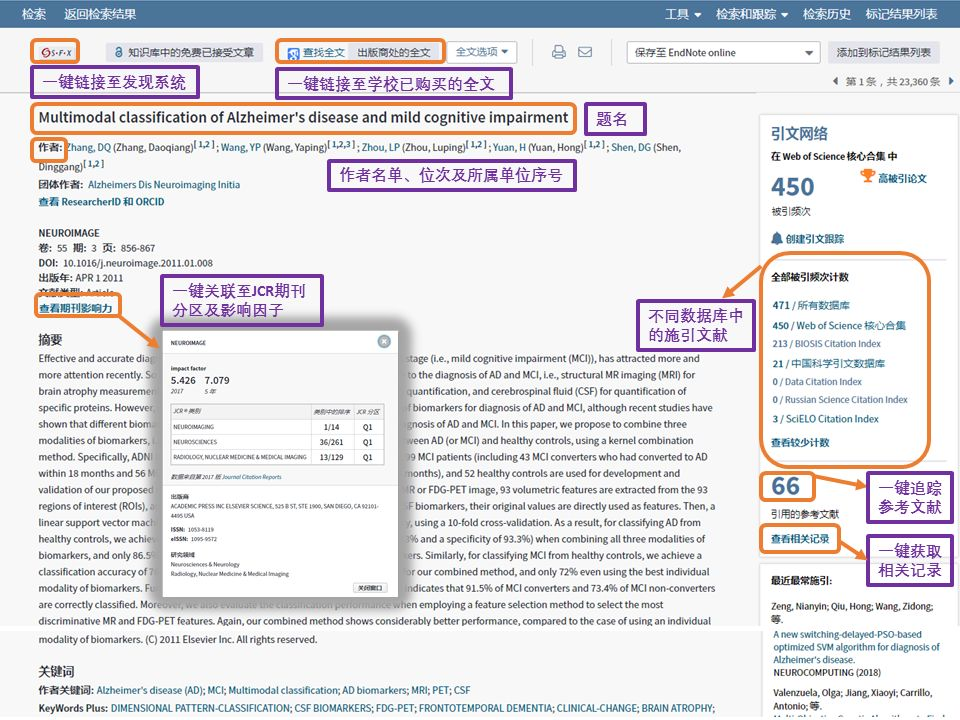 检索 返回检索结果 工具 检索和跟踪 检索历史 标记结果列表
S·F·X 知识库中的免费已接受文章 查找全文 出版商处的全文 全文选项 保存至 EndNote online 添加到标记结果列表
一键链接至发现系统 一键链接至学校已购买的全文
第 1 条，共 23,360 条
Multimodal classification of Alzheimer's disease and mild cognitive impairment 题名
作者: Zhang, DQ (Zhang, Daoqiang)[1,2]; Wang, YP (Wang, Yaping)[1,2,3]; Zhou, LP (Zhou, Luping)[1,2]; Yuan, H (Yuan, Hong)[1,2]; Shen, DG (Shen,
Dinggang)[1,2]
作者名单、位次及所属单位序号
团体作者: Alzheimers Dis Neuroimaging Initia
查看 ResearcherID 和 ORCID
NEUROIMAGE
卷: 55 期: 3 页: 856-867
DOI: 10.1016/j.neuroimage.2011.01.008
出版年: APR 1 2011
文献类型: Article
查看期刊影响力
一键关联至JCR期刊
分区及影响因子
摘要
Effective and accurate diag
stage (i.e., mild cognitive impairment (MCI)), has attracted more and
more attention recently. So
to the diagnosis of AD and MCI, i.e., structural MR imaging (MRI) for
brain atrophy measuremen
quantification, and cerebrospinal fluid (CSF) for quantification of
specific proteins. However,
of biomarkers for diagnosis of AD and MCI, although recent studies have
shown that different bioma
gnosis of AD and MCI. In this paper, we propose to combine three
modalities of biomarkers, i.
ween AD (or MCI) and healthy controls, using a kernel combination
method. Specifically, ADNI
99 MCI patients (including 43 MCI converters who had converted to AD
within 18 months and 56 M
months), and 52 healthy controls are used for development and
validation of our proposed
MR or FDG-PET image, 93 volumetric features are extracted from the 93
regions of interest (ROIs), a
SF biomarkers, their original values are directly used as features. Then, a
linear support vector mach
y, using a 10-fold cross-validation. As a result, for classifying AD from
healthy controls, we achieve
3% and a specificity of 93.3%) when combining all three modalities of
biomarkers, and only 86.5%
kers. Similarly, for classifying MCI from healthy controls, we achieve a
classification accuracy of 7
for our combined method, and only 72% even using the best individual
modality of biomarkers. Fu
indicates that 91.5% of MCI converters and 73.4% of MCI non-converters
are correctly classified. Moreover, we also evaluate the classification performance when employing a feature selection method to select the most
discriminative MR and FDG-PET features. Again, our combined method shows considerably better performance, compared to the case of using an individual
modality of biomarkers. (C) 2011 Elsevier Inc. All rights reserved.
NEUROIMAGE
impact factor
5.426 7.079
2017 5 年
JCR® 类别 类别中的排序 JCR 分区
NEUROIMAGING 1/14 Q1
NEUROSCIENCES 36/261 Q1
RADIOLOGY, NUCLEAR MEDICINE & MEDICAL IMAGING 13/129 Q1
数据来自第 2017 版 Journal Citation Reports
出版商
ACADEMIC PRESS INC ELSEVIER SCIENCE, 525 B ST, STE 1900, SAN DIEGO, CA 92101-
4495 USA
ISSN: 1053-8119
eISSN: 1095-9572
研究领域
Neurosciences & Neurology
Radiology, Nuclear Medicine & Medical Imaging
关闭窗口
关键词
作者关键词: Alzheimer's disease (AD); MCI; Multimodal classification; AD biomarkers; MRI; PET; CSF
KeyWords Plus: DIMENSIONAL PATTERN-CLASSIFICATION; CSF BIOMARKERS; FDG-PET; FRONTOTEMPORAL DEMENTIA; CLINICAL-CHANGE; BRAIN ATROPHY;
引文网络
在 Web of Science 核心合集 中
450 高被引论文
被引频次
创建引文跟踪
全部被引频次计数
471 / 所有数据库
450 / Web of Science 核心合集
213 / BIOSIS Citation Index
21 / 中国科学引文数据库
0 / Data Citation Index
0 / Russian Science Citation Index
3 / SciELO Citation Index
查看较少计数
不同数据库中
的施引文献
66
引用的参考文献
一键追踪
参考文献
查看相关记录
一键获取
相关记录
最近最常施引:
Zeng, Nianyin; Qiu, Hong; Wang, Zidong;
等.
A new switching-delayed-PSO-based
optimized SVM algorithm for diagnosis of
Alzheimer's disease.
NEUROCOMPUTING (2018)
Valenzuela, Olga; Jiang, Xiaoyi; Carrillo,
Antonio; 等.